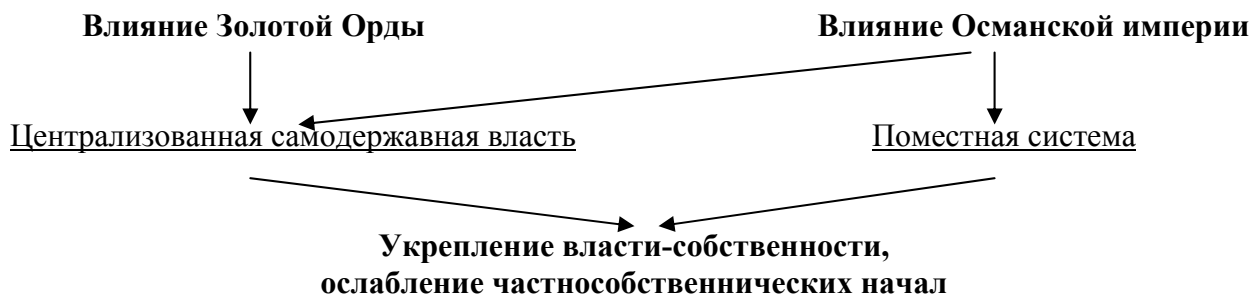 Влияние Золотой Орды
Влияние Османской империи
Централизованная самодержавная власть
Поместная система
Укрепление власти-собственности,
ослабление частнособственнических начал